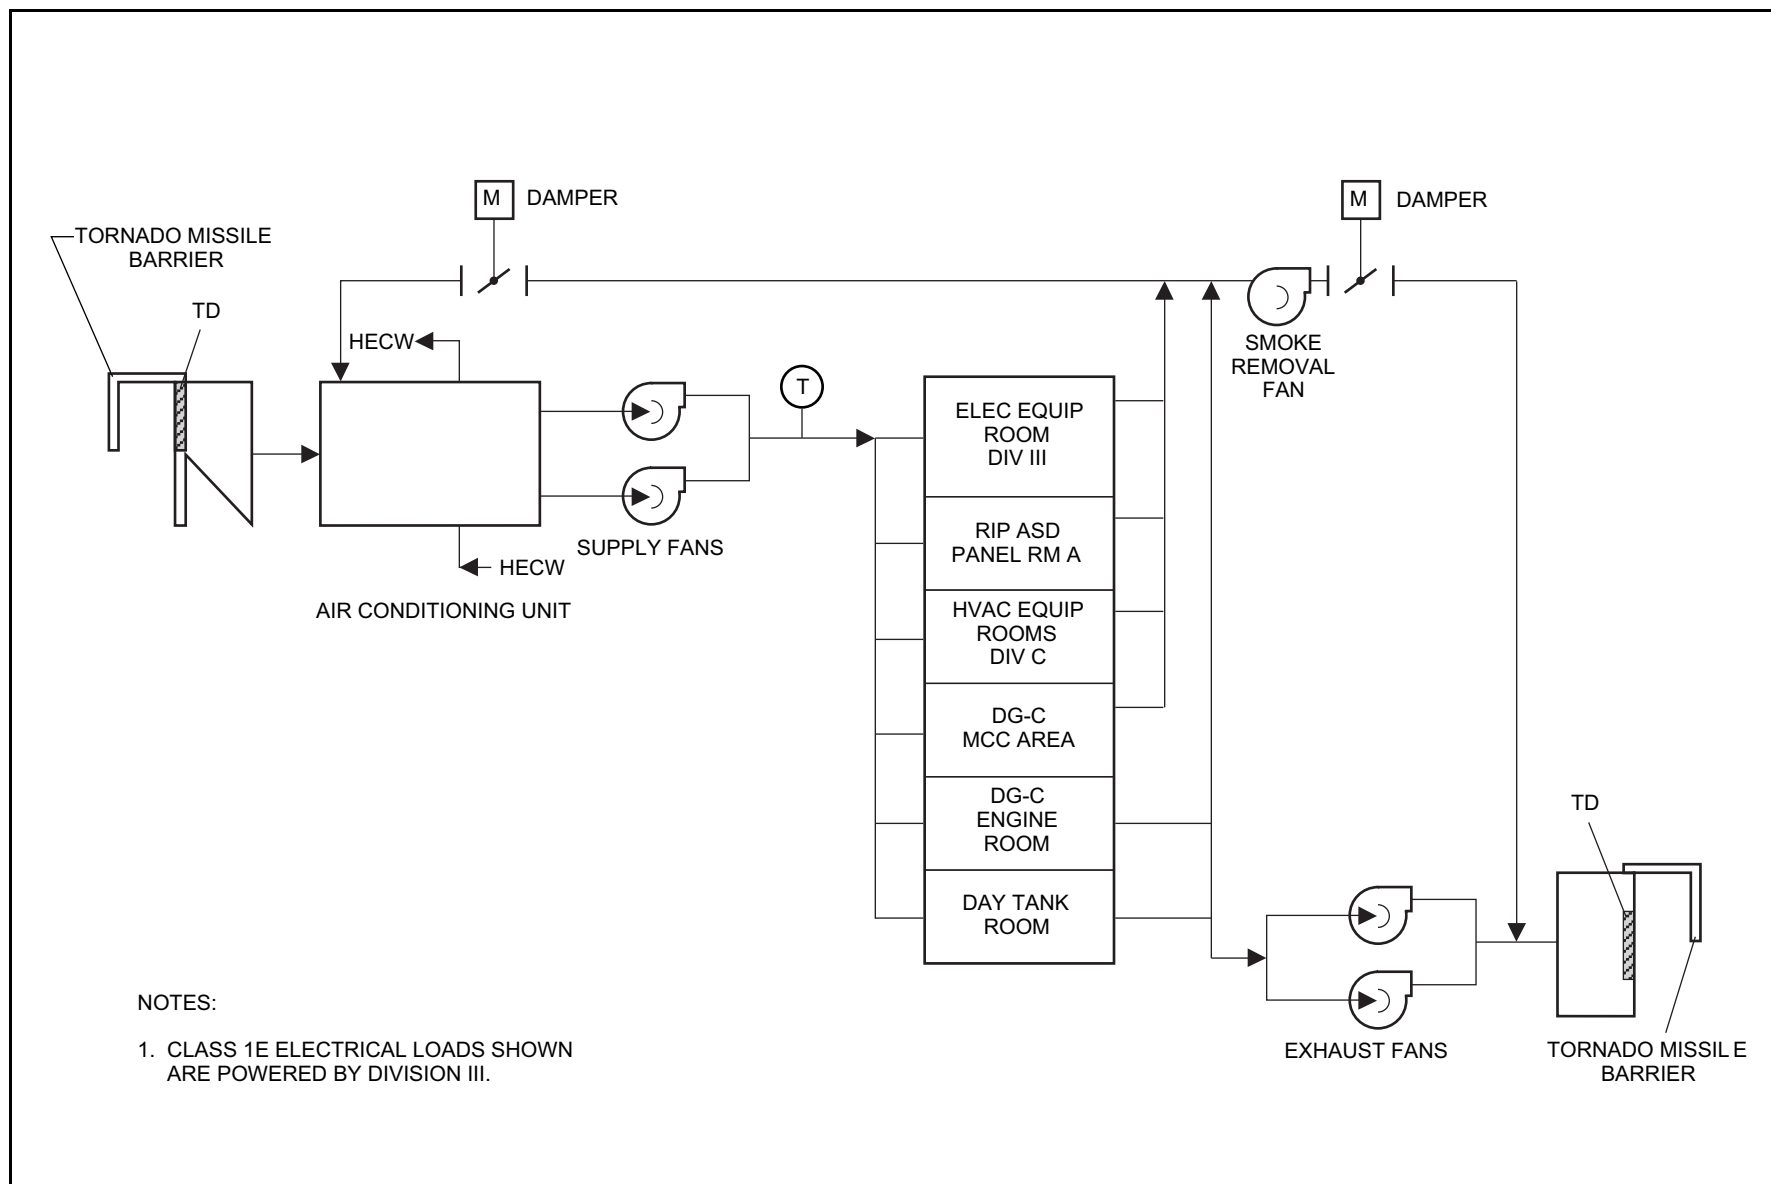 M DAMPER
M DAMPER
TORNADO MISSILE
BARRIER
TD
HECW
SMOKE
REMOVAL
FAN
T
ELEC EQUIP
ROOM
DIV III
RIP ASD
PANEL RM A
SUPPLY FANS
HECW
AIR CONDITIONING UNIT
HVAC EQUIP
ROOMS
DIV C
DG-C
MCC AREA
DG-C
ENGINE
ROOM
DAY TANK
ROOM
TD
EXHAUST FANS
TORNADO MISSILE
BARRIER
NOTES:
1. CLASS 1E ELECTRICAL LOADS SHOWN
ARE POWERED BY DIVISION III.